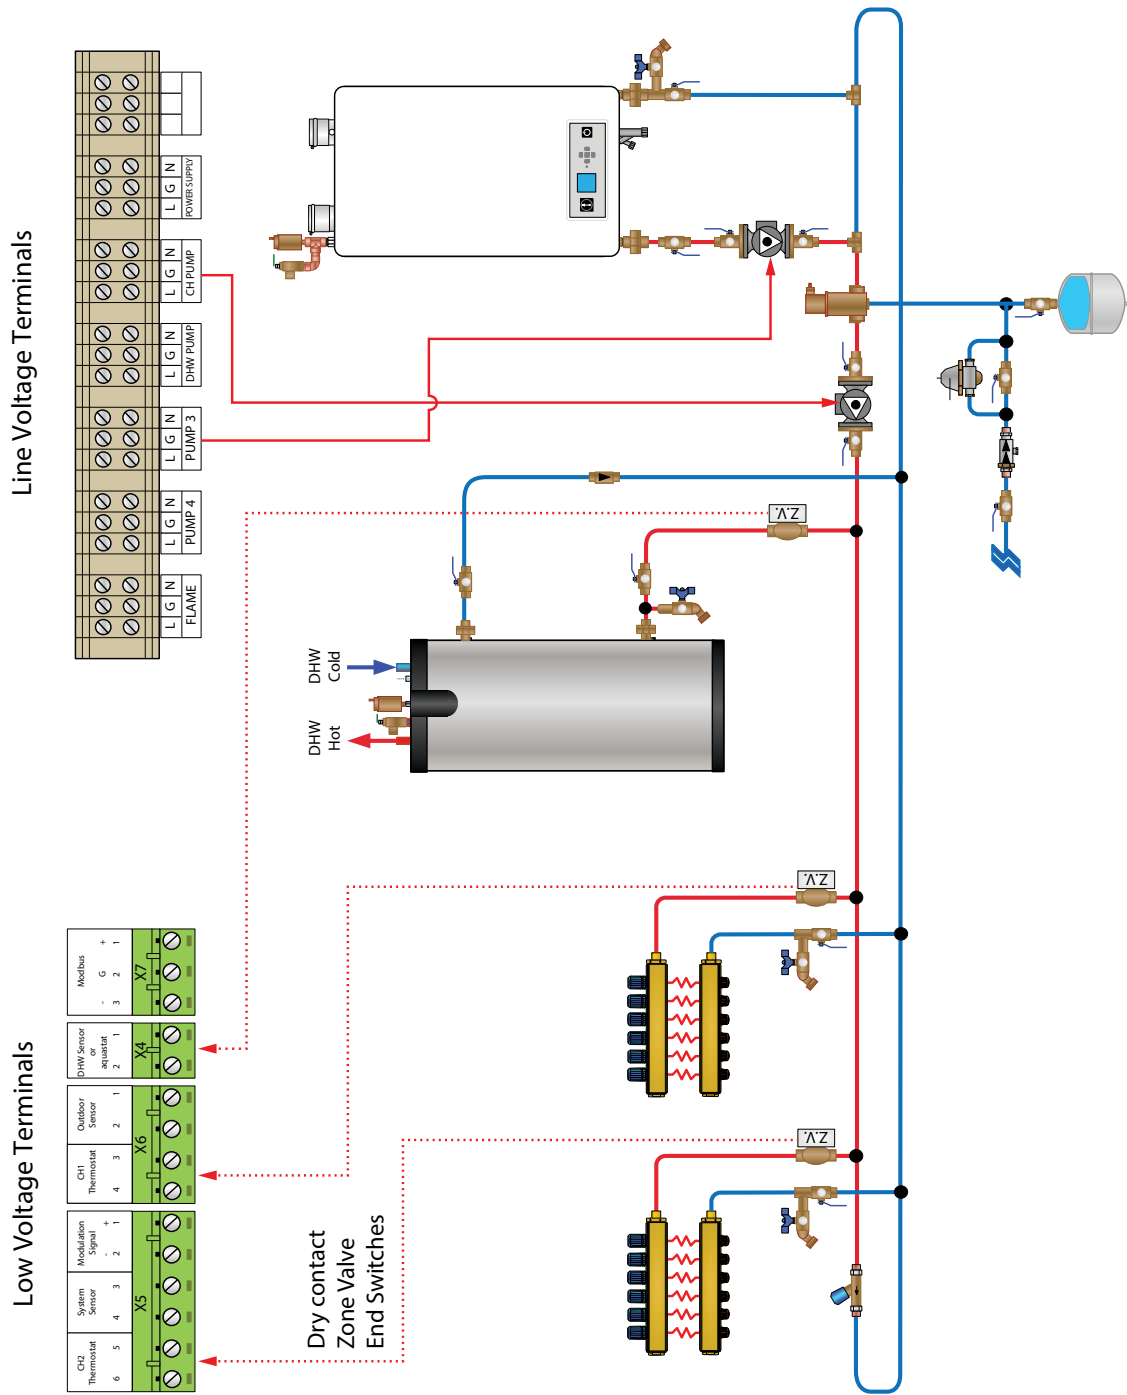 Line Voltage Terminals
L G N
POWER SUPPLY
L G N
CH PUMP
L G N
DHW PUMP
L G N
PUMP 3
L G N
PUMP 4
L G N
FLAME
Z.V.
DHW
Cold
DHW
Hot
Low Voltage Terminals
Modbus
- G +
3 2 1
X7
DHW Sensor
or
aquastat
2 1
X4
Outdoor
Sensor
2 1
CH1
Thermostat
4 3
X6
Modulation
Signal
- +
2 1
System
Sensor
4 3
CH2
Thermostat
6 5
X5
Z.V.
Z.V.
Dry contact
Zone Valve
End Switches